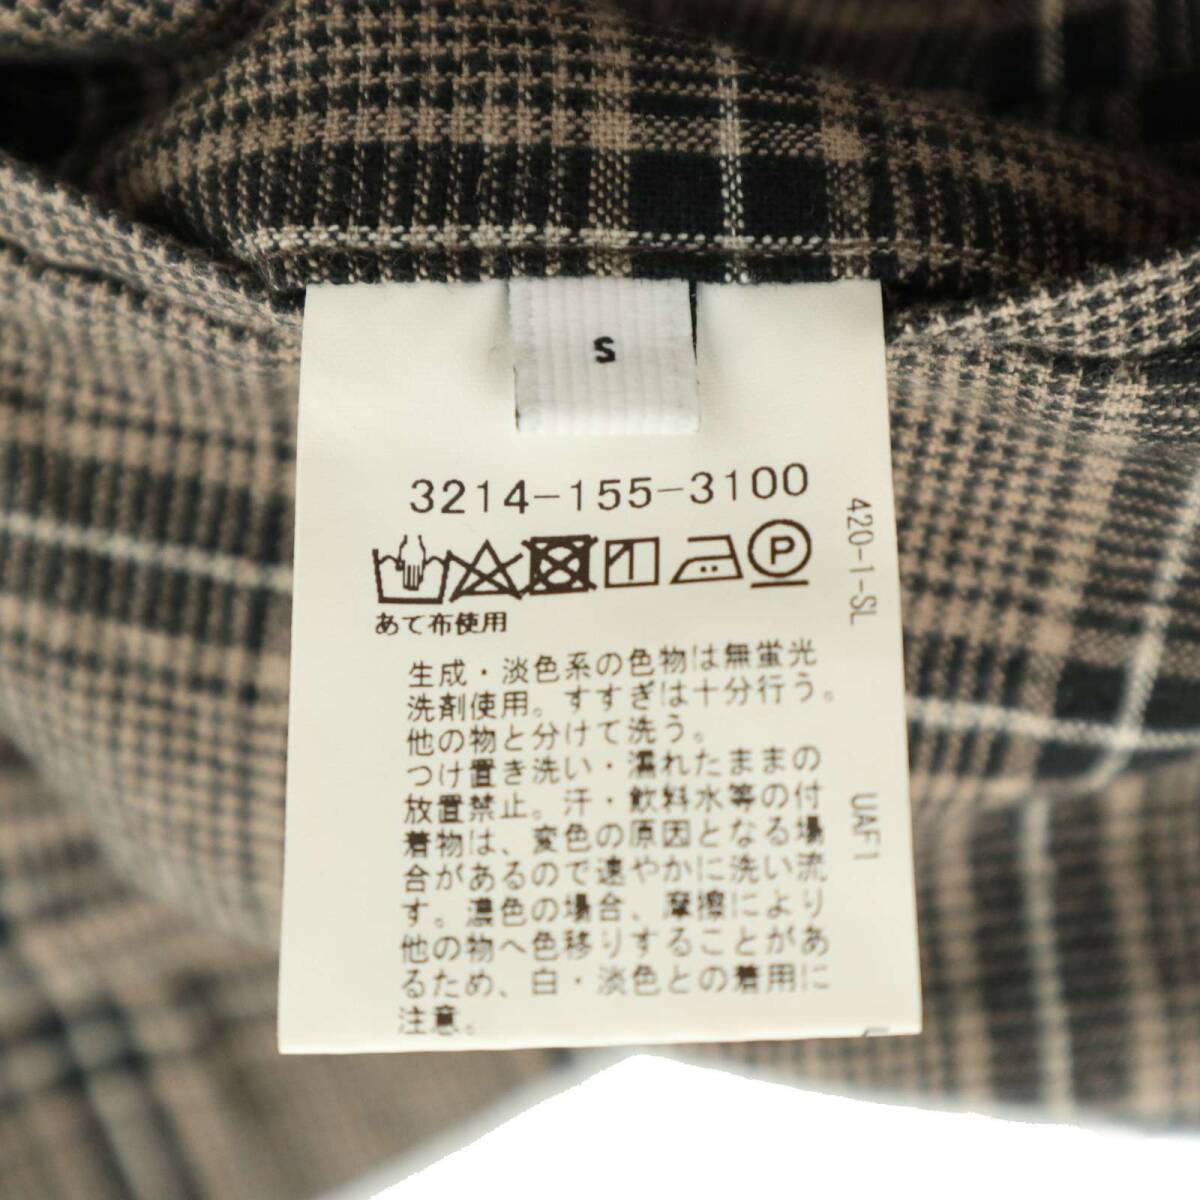 S
3214-155-3100
P
あて布使用
生成・淡色系の色物は無蛍光
洗剤使用。すすぎは十分行う。
他の物と分けて洗う。
つけ置き洗い・濡れたままの
放置禁止。汗・飲料水等の付
着物は、変色の原因となる場
合があるので速やかに洗い流
す。濃色の場合、摩擦により
他の物へ色移りすることがあ
るため、白・淡色との着用に
注意。
420-1-SL
UAF1